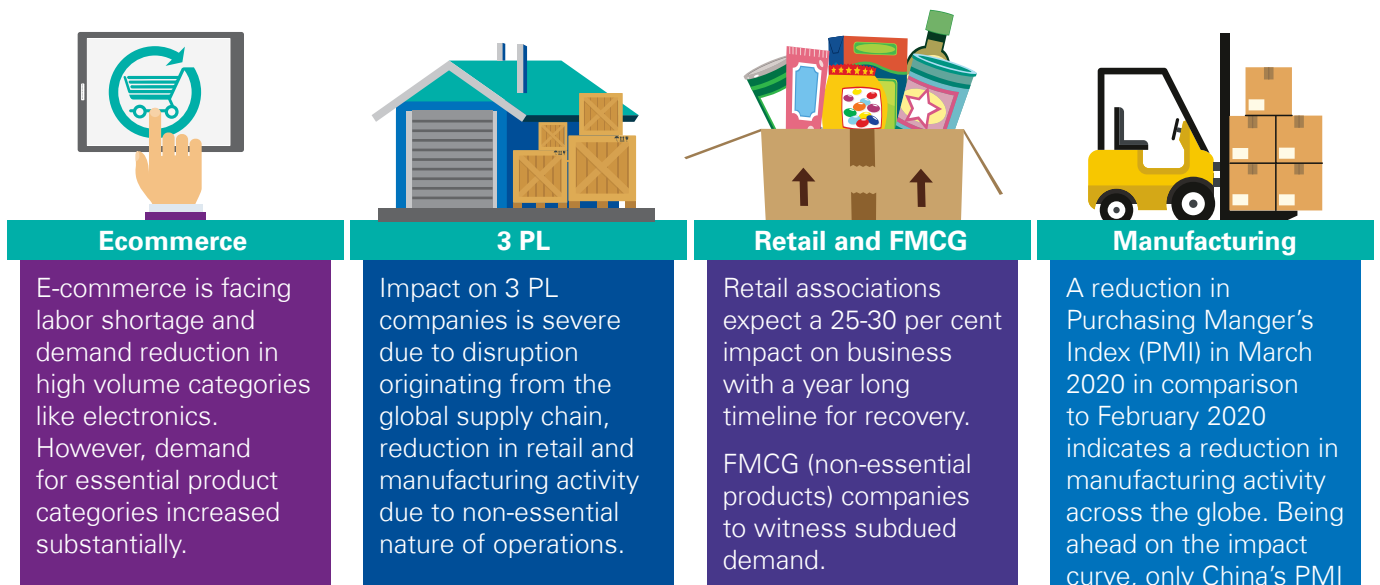 Ecommerce
E-commerce is facing
labor shortage and
demand reduction in
high volume categories
like electronics.
However, demand
for essential product
categories increased
substantially.
3 PL
Impact on 3 PL
companies is severe
due to disruption
originating from the
global supply chain,
reduction in retail and
manufacturing activity
due to non-essential
nature of operations.
Retail and FMCG
Retail associations
expect a 25-30 per cent
impact on business
with a year long
timeline for recovery.
FMCG (non-essential
products) companies
to witness subdued
demand.
Manufacturing
A reduction in
Purchasing Manger's
Index (PMI) in March
2020 in comparison
to February 2020
indicates a reduction in
manufacturing activity
across the globe. Being
ahead on the impact
curve, only China's PMI